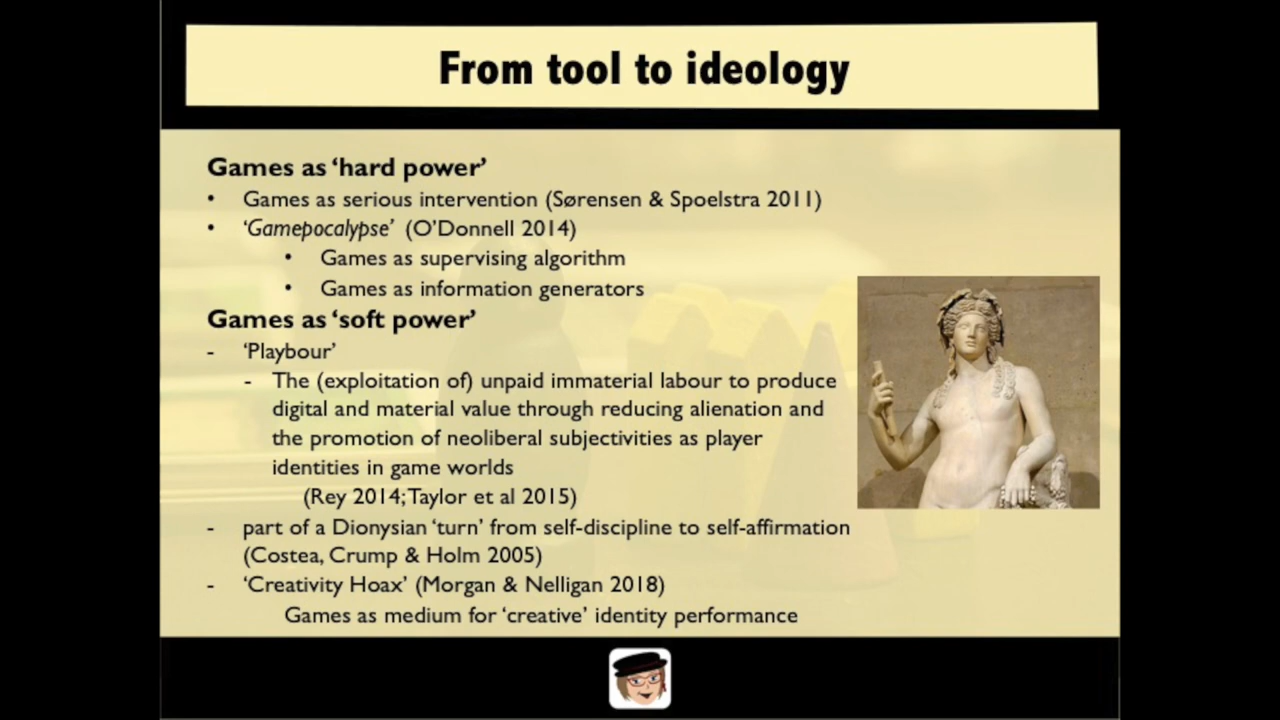 From tool to ideology
Games as ‘hard power’
• Games as serious intervention (Sørensen & Spoelstra 2011)
• ‘Gamepocalypse’ (O’Donnell 2014)
• Games as supervising algorithm
• Games as information generators
Games as ‘soft power’
- ‘Playbour’
- The (exploitation of) unpaid immaterial labour to produce
digital and material value through reducing alienation and
the promotion of neoliberal subjectivities as player
identities in game worlds
(Rey 2014; Taylor et al 2015)
- part of a Dionysian ‘turn’ from self-discipline to self-affirmation
(Costea, Crump & Holm 2005)
- ‘Creativity Hoax’ (Morgan & Nelligan 2018)
Games as medium for ‘creative’ identity performance